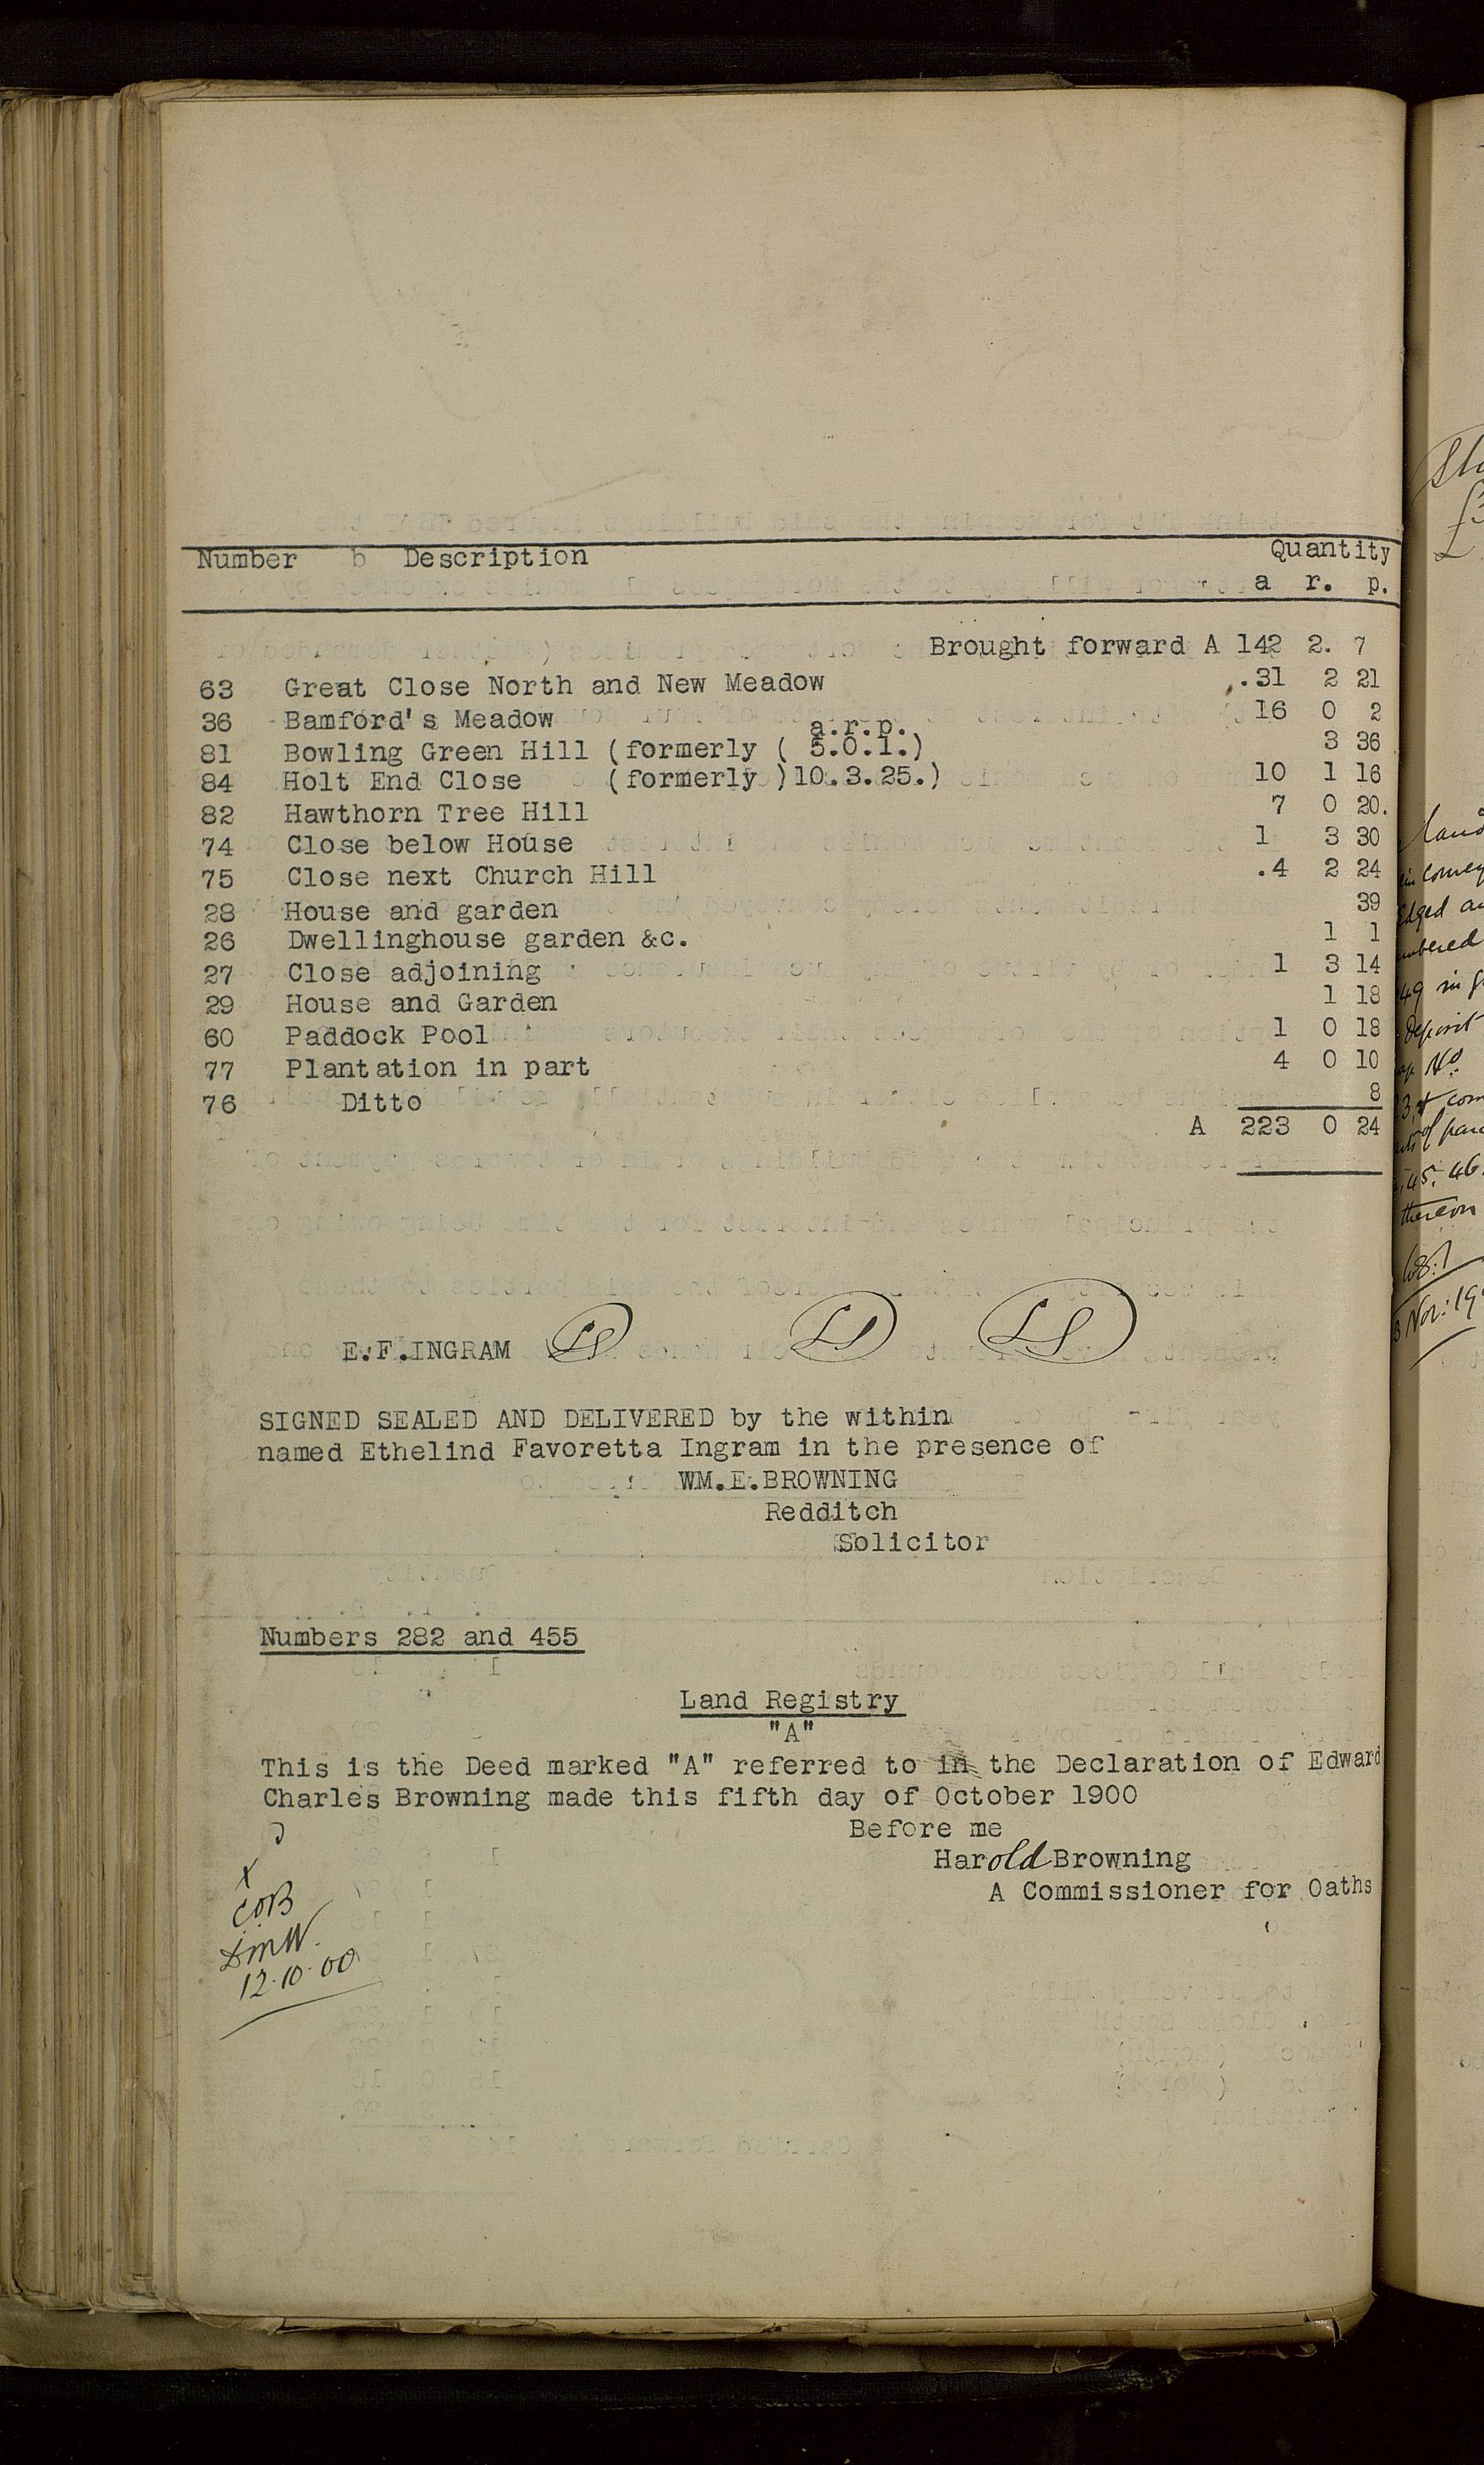 Number b Description Quantity
a r. p.
Brought forward A 142 2. 7
63 Great Close North and New Meadow .31 2 21
36 Bamford's Meadow 16 0 2
a.r.p.
81 Bowling Green Hill (formerly ( 5.0.1.) 3 36
84 Holt End Close (formerly )10.3.25.) 10 1 16
82 Hawthorn Tree Hill 7 0 20.
74 Close below House 1 3 30
75 Close next Church Hill .4 2 24
28 House and garden 39
26 Dwellinghouse garden &c. 1 1
27 Close adjoining 1 3 14
29 House and Garden 1 18
60 Paddock Pool 1 0 18
77 Plantation in part 4 0 10
76 Ditto 8
A 223 0 24
E.F.INGRAM LS LS LS
SIGNED SEALED AND DELIVERED by the within
named Ethelind Favoretta Ingram in the presence of
WM.E.BROWNING
Redditch
Solicitor
Numbers 282 and 455
Land Registry
"A"
This is the Deed marked "A" referred to in the Declaration of Edward
Charles Browning made this fifth day of October 1900
Before me
Harold Browning
A Commissioner for Oaths
x
12.10.00